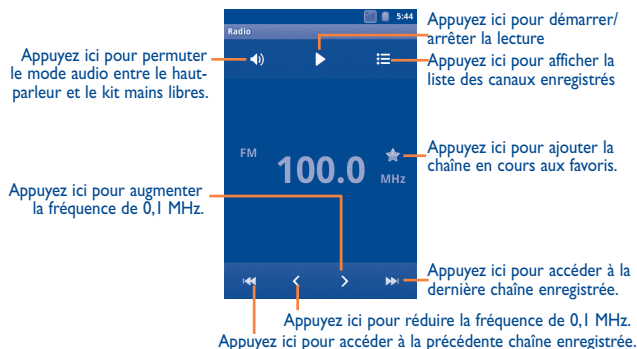 5:44
Radio
Appuyez ici pour démarrer/
arrêter la lecture
Appuyez ici pour permuter
le mode audio entre le haut-
parleur et le kit mains libres.
Appuyez ici pour afficher la
liste des canaux enregistrés
FM
100.0
MHz
Appuyez ici pour ajouter la
chaîne en cours aux favoris.
Appuyez ici pour augmenter
la fréquence de 0,1 MHz.
Appuyez ici pour accéder à la
dernière chaîne enregistrée.
Appuyez ici pour réduire la fréquence de 0,1 MHz.
Appuyez ici pour accéder à la précédente chaîne enregistrée.